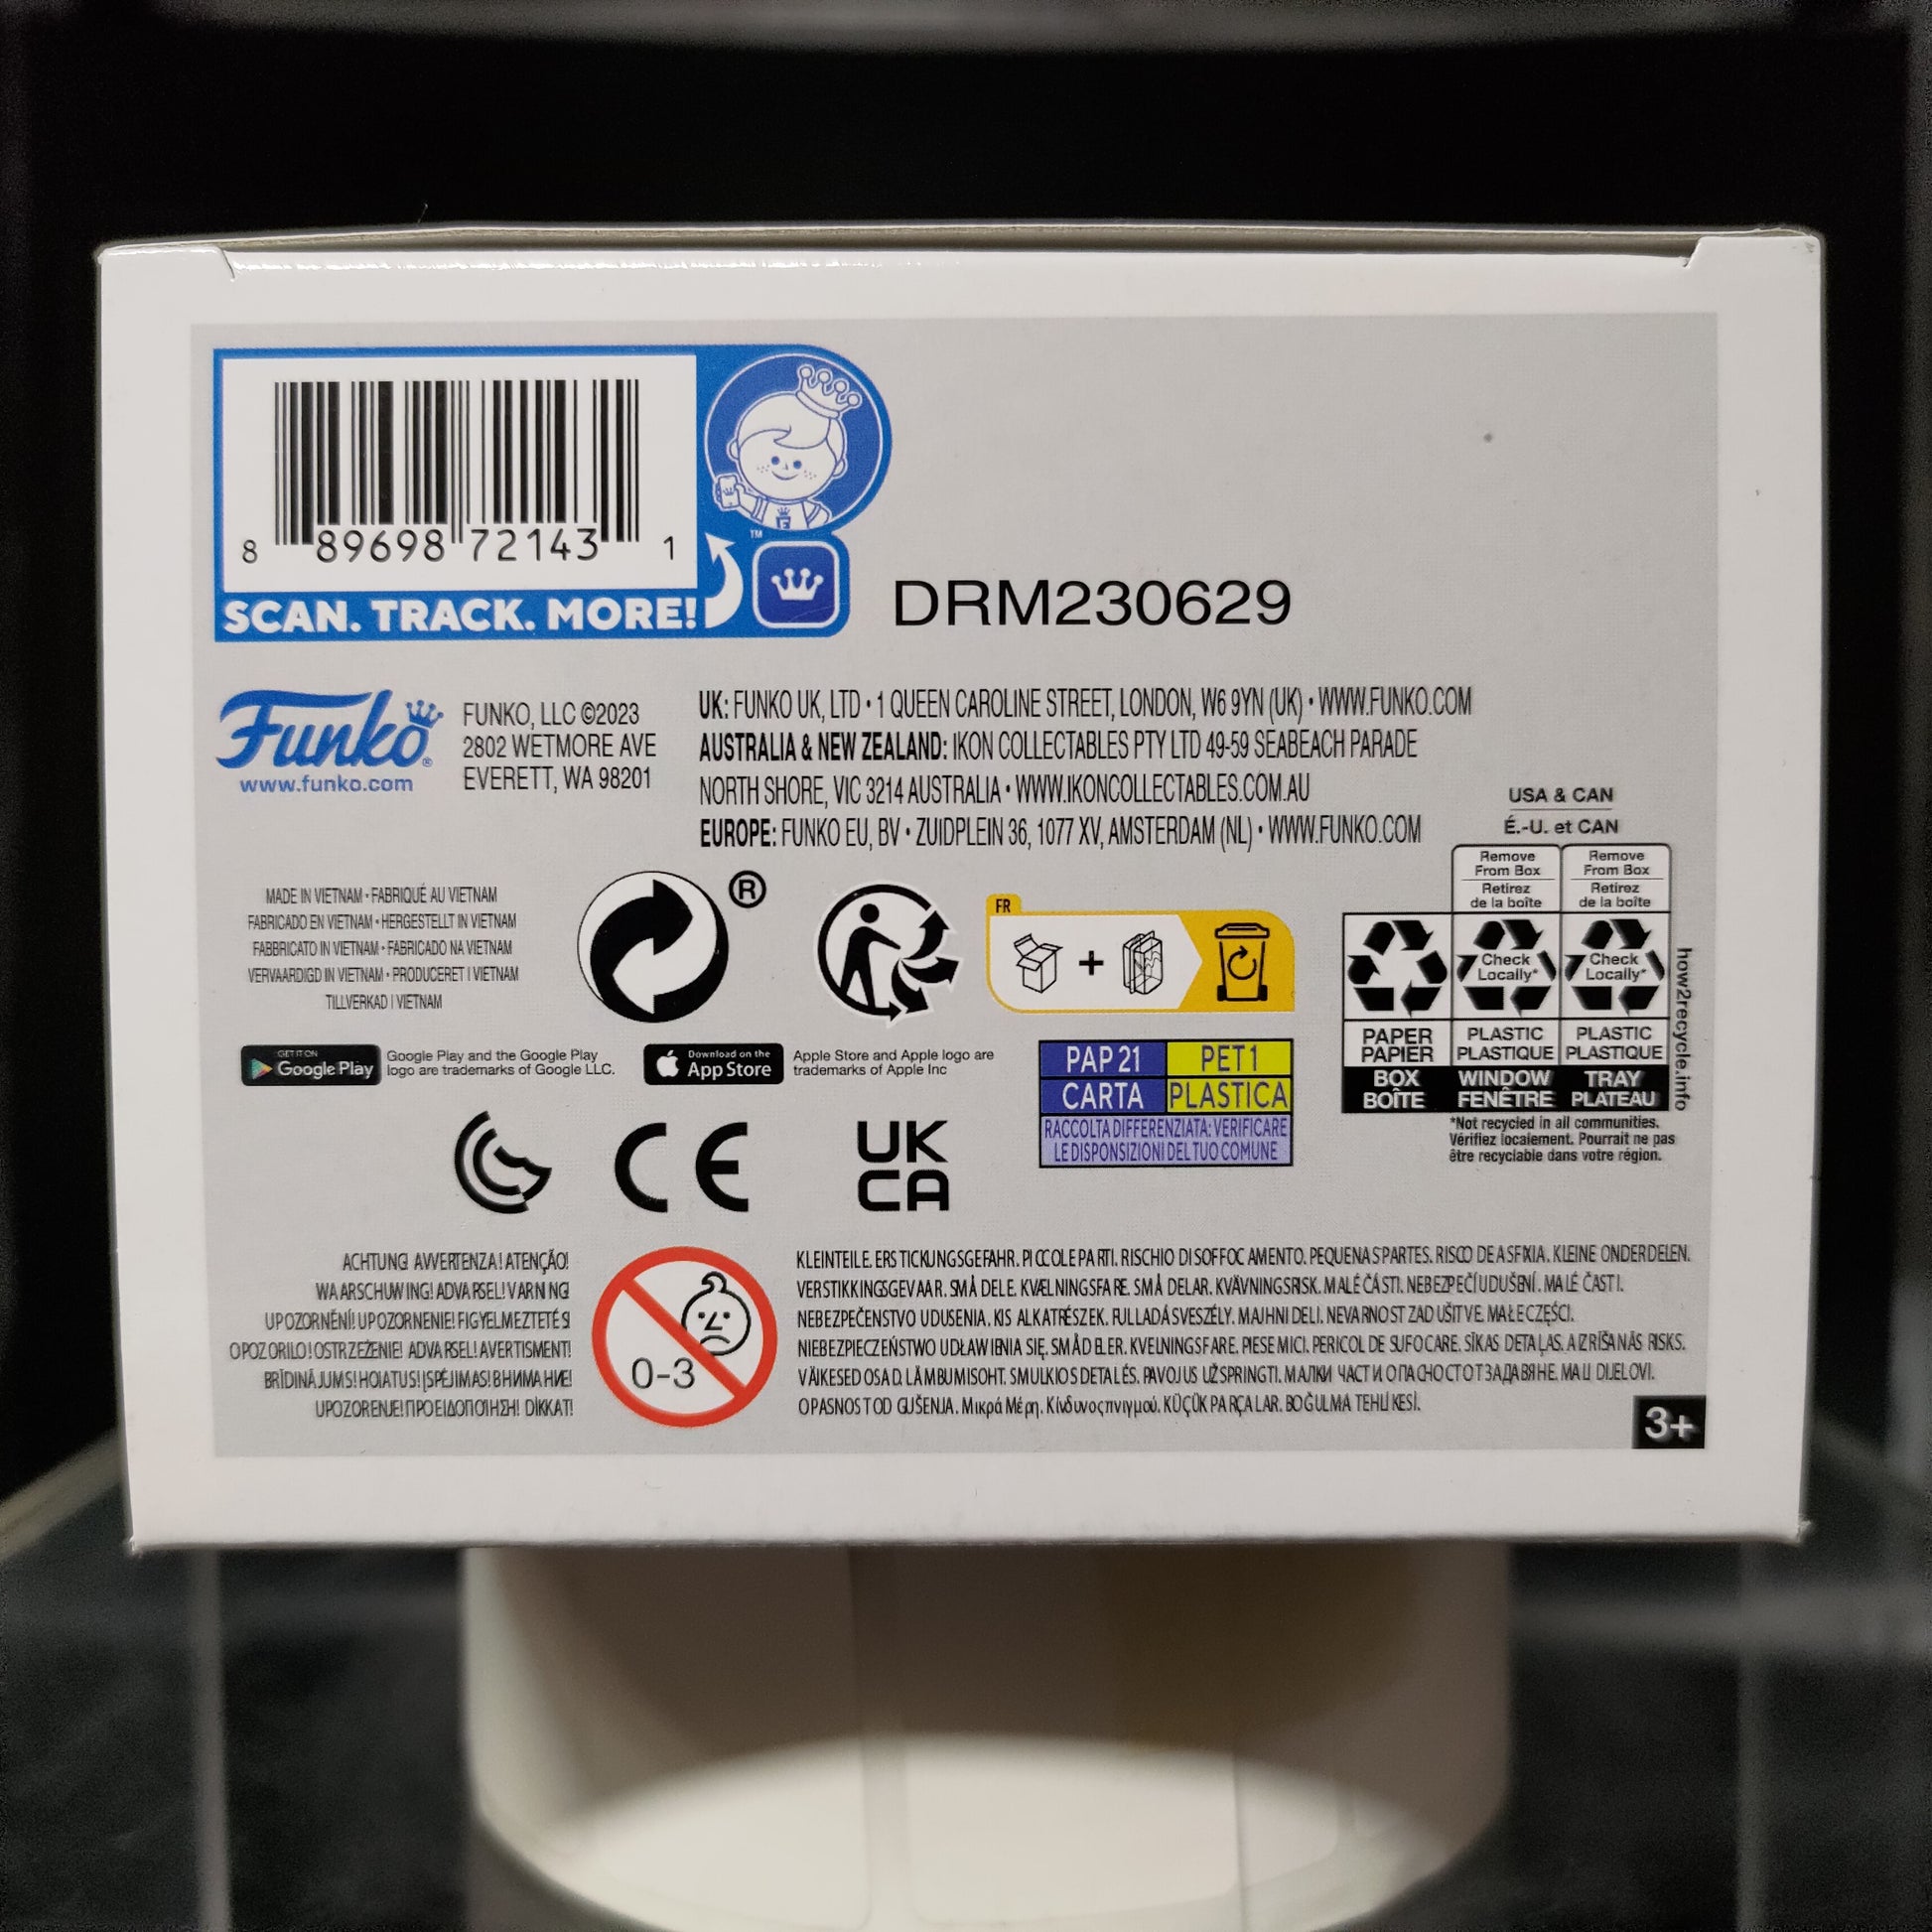 8 89698 72143 1
SCAN. TRACK. MORE!
™
DRM230629
Funko®
www.funko.com
FUNKO, LLC ©2023
2802 WETMORE AVE
EVERETT, WA 98201
UK: FUNKO UK, LTD • 1 QUEEN CAROLINE STREET, LONDON, W6 9YN (UK) • WWW.FUNKO.COM
AUSTRALIA & NEW ZEALAND: IKON COLLECTABLES PTY LTD 49-59 SEABEACH PARADE
NORTH SHORE, VIC 3214 AUSTRALIA • WWW.IKONCOLLECTABLES.COM.AU
EUROPE: FUNKO EU, BV • ZUIDPLEIN 36, 1077 XV, AMSTERDAM (NL) • WWW.FUNKO.COM
MADE IN VIETNAM • FABRIQUÉ AU VIETNAM
FABRICADO EN VIETNAM • HERGESTELLT IN VIETNAM
FABBRICATO IN VIETNAM • FABRICADO NA VIETNAM
VERVAARDIGD IN VIETNAM • PRODUCERET I VIETNAM
TILLVERKAD I VIETNAM
®
FR
+
USA & CAN
É.-U. et CAN
Remove
From Box
Retirez
de la boîte
Remove
From Box
Retirez
de la boîte
Check
Locally*
Check
Locally*
PAPER
PAPIER
PLASTIC
PLASTIQUE
PLASTIC
PLASTIQUE
BOX
BOÎTE
WINDOW
FENÊTRE
TRAY
PLATEAU
how2recycle.info
*Not recycled in all communities.
Vérifiez localement. Pourrait ne pas
être recyclable dans votre région.
GET IT ON
Google Play
Google Play and the Google Play
logo are trademarks of Google LLC.
Download on the
App Store
Apple Store and Apple logo are
trademarks of Apple Inc
PAP 21
PET 1
CARTA
PLASTICA
RACCOLTA DIFFERENZIATA: VERIFICARE
LE DISPONSIZIONI DEL TUO COMUNE
CE
UK
CA
ACHTUNG! AVVERTENZA! ATENÇÃO!
WAARSCHUWING! ADVARSEL! VARNING
UPOZORNĚNÍ! UPOZORNENIE! FIGYELMEZTETÉS!
OPOZORILO! OSTRZEŻENIE! ADVARSEL! AVERTISMENT!
BRĪDINĀJUMS! HOIATUS! ĮSPĖJIMAS! ВНИМАНИЕ!
UPOZORENJE! ΠΡΟΕΙΔΟΠΟΙΗΣΗ! DİKKAT!
0-3
KLEINTEILE. ERSTICKUNGSGEFAHR. PICCOLE PARTI. RISCHIO DI SOFFOCAMENTO. PEQUENAS PARTES. RISCO DE ASFIXIA. KLEINE ONDERDELEN.
VERSTIKKINGSGEVAAR. SMÅ DELE. KVÆLNINGSFARE. SMÅ DELAR. KVÄVNINGSRISK. MALÉ ČÁSTI. NEBEZPEČÍ UDUŠENÍ. MALÉ ČASTI.
NEBEZPEČENSTVO UDUSENIA. KIS ALKATRÉSZEK. FULLADÁSVESZÉLY. MAJHNI DELI. NEVARNOST ZADUŠITVE. MAŁE CZĘŚCI.
NIEBEZPIECZEŃSTWO UDŁAWIENIA SIĘ. SMÅ DELER. KVELNINGSFARE. PIESE MICI. PERICOL DE SUFOCARE. SĪKAS DETAĻAS. AIZRĪŠANĀS RISKS.
VÄIKESED OSAD. LÄMBUMISOHT. SMULKIOS DETALĖS. PAVOJUS UŽSPRINGTI. МАЛКИ ЧАСТИ ОПАСНОСТ ОТ ЗАДАВЯНЕ. MALI DIJELOVI.
OPASNOST OD GUŠENJA. Μικρά Μέρη. Κίνδυνος πνιγμού. KÜÇÜK PARÇALAR. BOĞULMA TEHLİKESİ.
3+